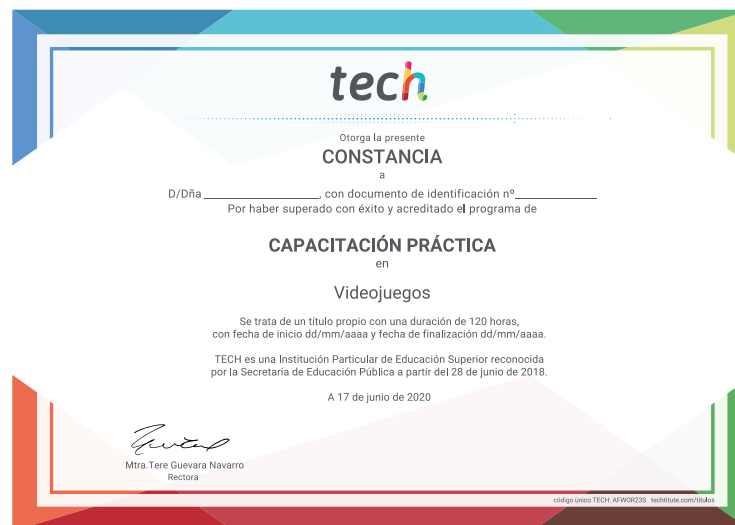 tech
Otorga la presente
CONSTANCIA
a
D/Dña ____________________, con documento de identificación nº______________
Por haber superado con éxito y acreditado el programa de
CAPACITACIÓN PRÁCTICA
en
Videojuegos
Se trata de un título propio con una duración de 120 horas,
con fecha de inicio dd/mm/aaaa y fecha de finalización dd/mm/aaaa.
TECH es una Institución Particular de Educación Superior reconocida
por la Secretaría de Educación Pública a partir del 28 de junio de 2018.
A 17 de junio de 2020
Mtra.Tere Guevara Navarro
Rectora
código único TECH: AFWOR23S techtitute.com/títulos